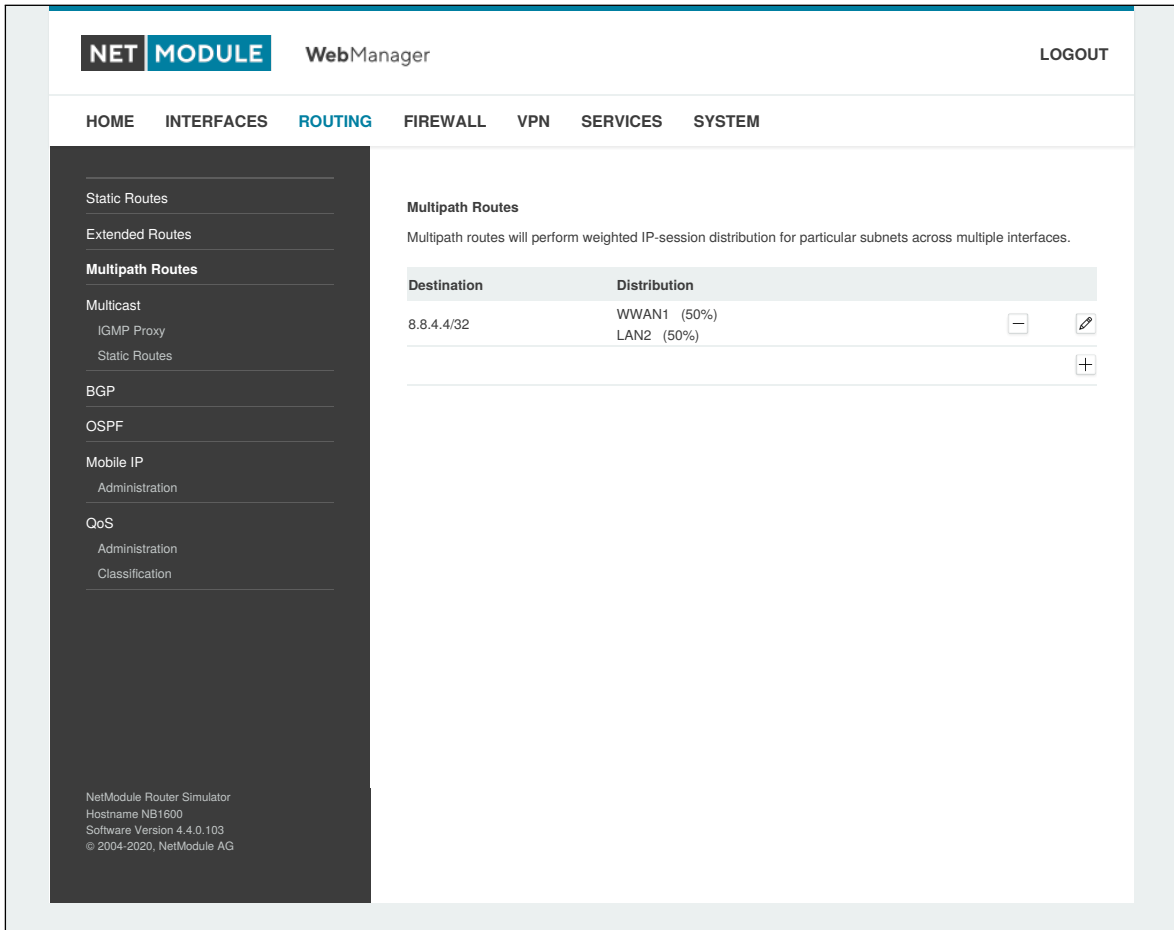 NET MODULE WebManager LOGOUT
HOME INTERFACES ROUTING FIREWALL VPN SERVICES SYSTEM
Static Routes
Extended Routes
Multipath Routes
Multicast
IGMP Proxy
Static Routes
BGP
OSPF
Mobile IP
Administration
QoS
Administration
Classification
NetModule Router Simulator
Hostname NB1600
Software Version 4.4.0.103
© 2004-2020, NetModule AG
Multipath Routes
Multipath routes will perform weighted IP-session distribution for particular subnets across multiple interfaces.
Destination Distribution
8.8.4.4/32 WWAN1 (50%)
LAN2 (50%)